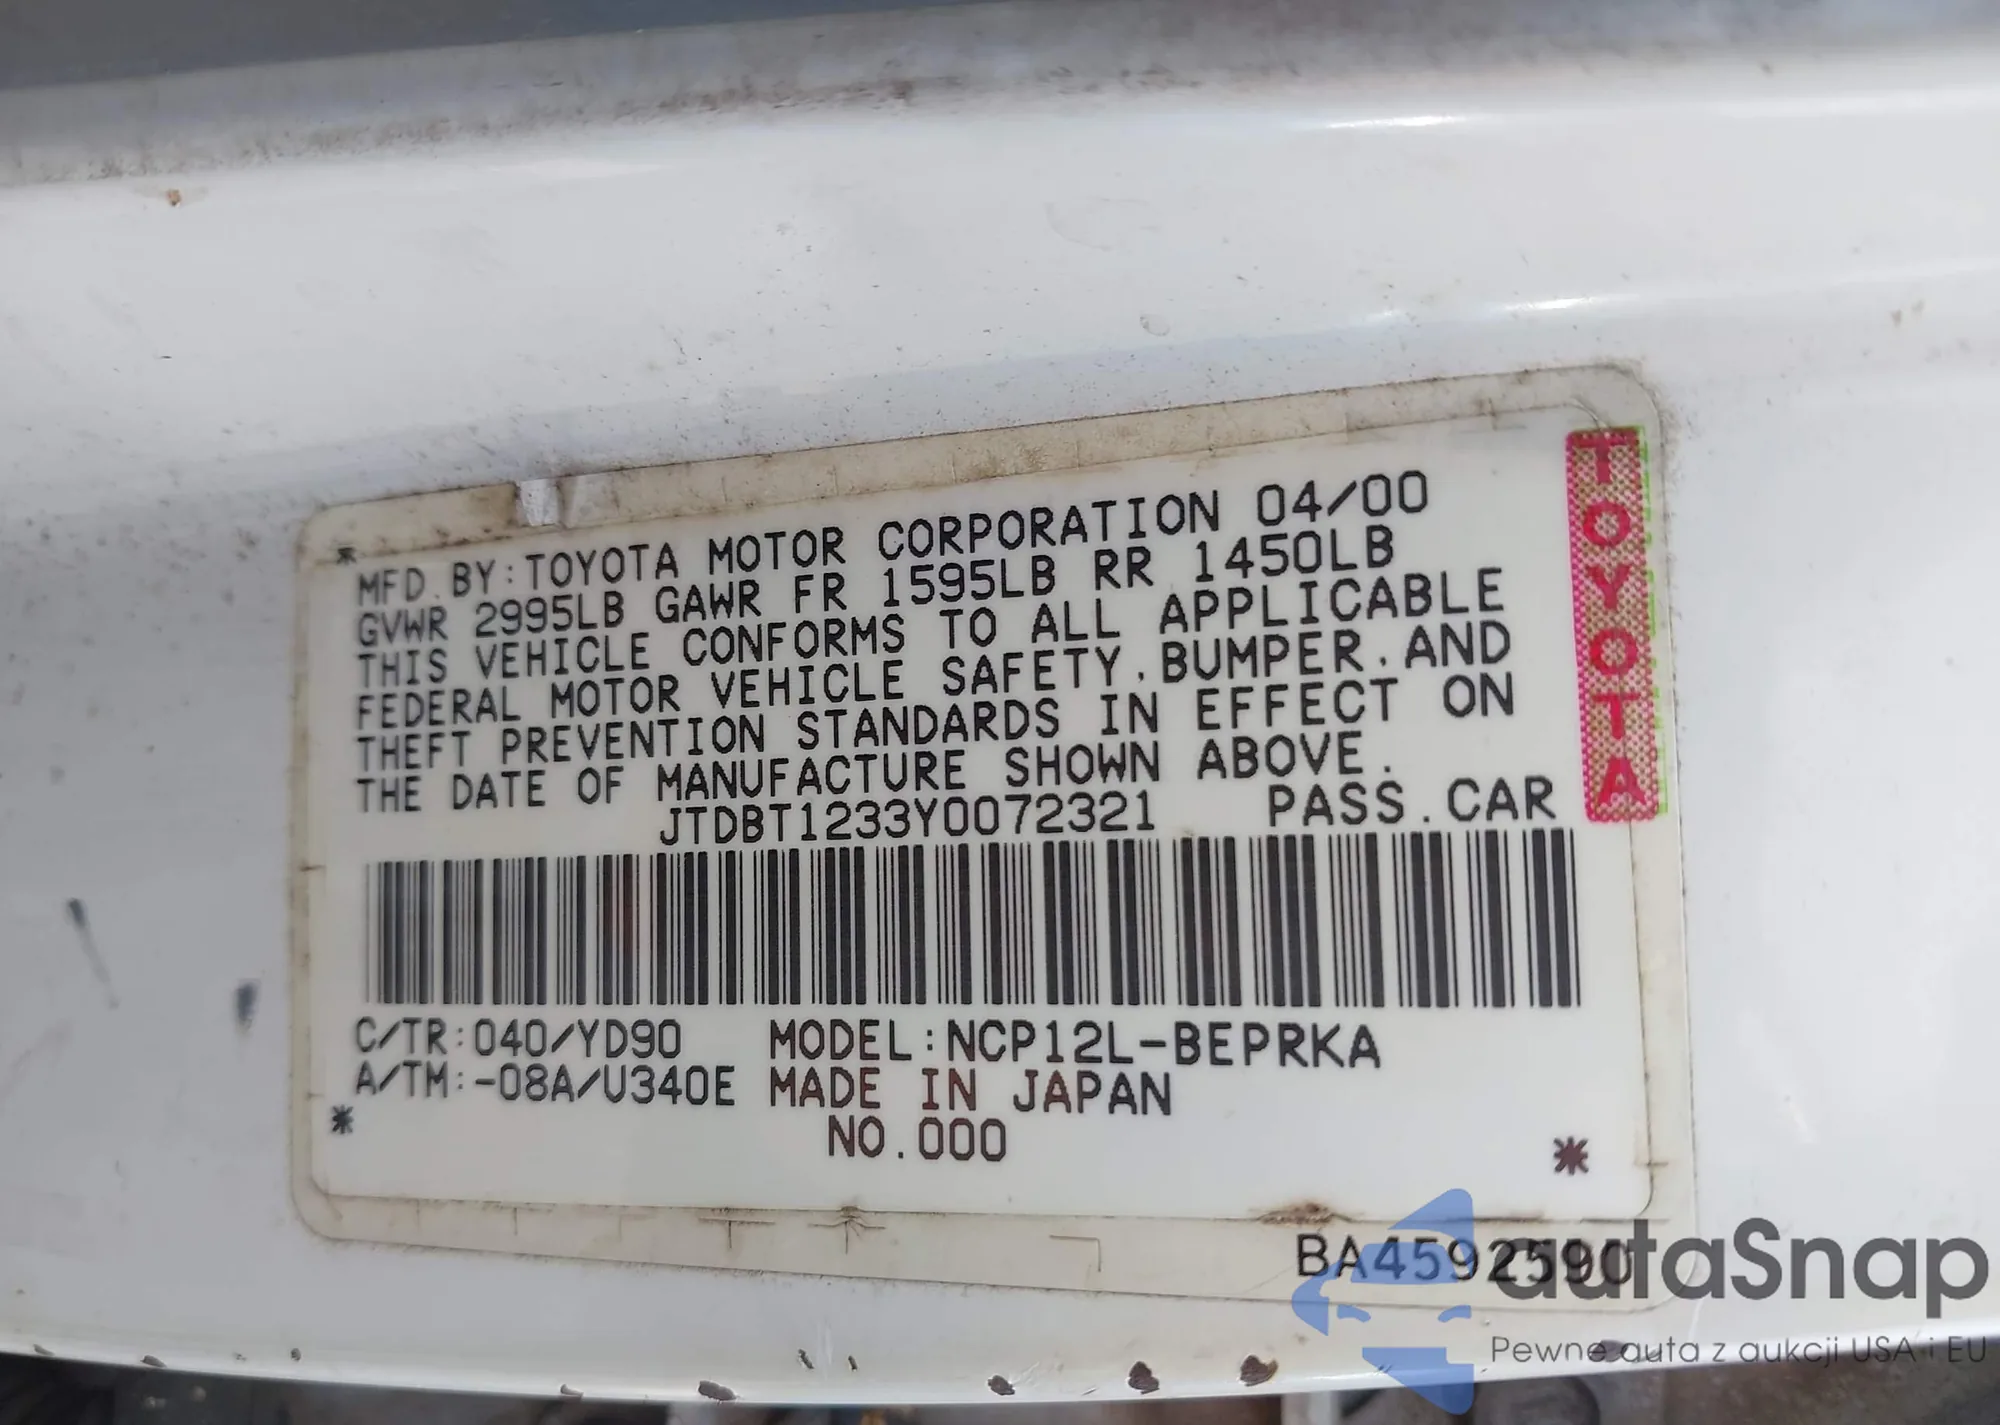 MFD.BY:TOYOTA MOTOR CORPORATION 04/00
GVWR 2995LB GAWR FR 1595LB RR 1450LB
THIS VEHICLE CONFORMS TO ALL APPLICABLE
FEDERAL MOTOR VEHICLE SAFETY.BUMPER.AND
THEFT PREVENTION STANDARDS IN EFFECT ON
THE DATE OF MANUFACTURE SHOWN ABOVE.
JTDBT1233Y0072321 PASS.CAR
TOYOTA
C/TR:040/YD90 MODEL:NCP12L-BEPRKA
A/TM:-08A/U340E MADE IN JAPAN
NO.000
BA4592590
autaSnap
Pewne auta z aukcji USA i EU